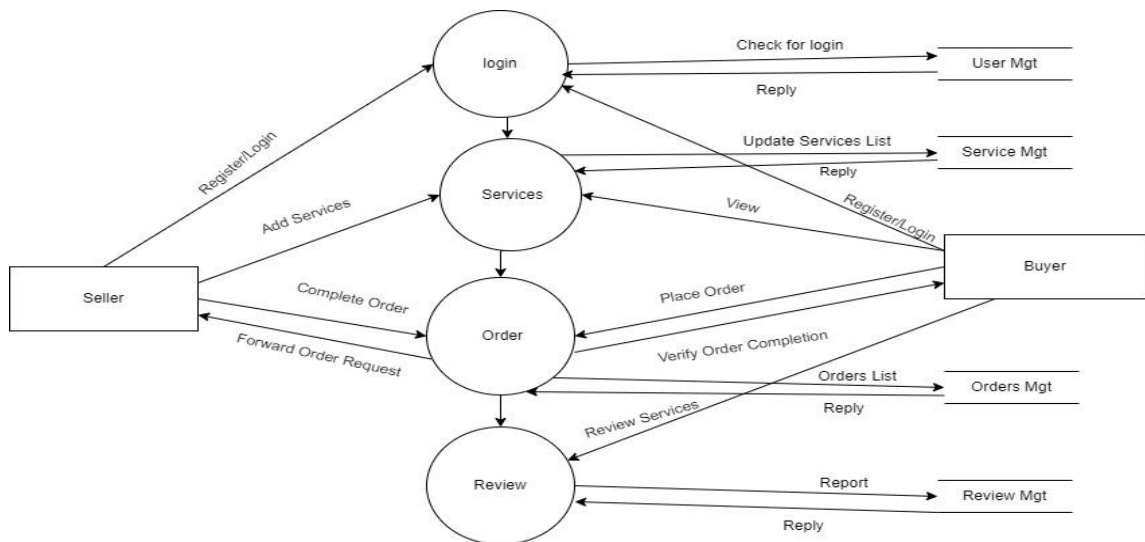 Check for login
login
User Mgt
Reply
Register/Login
Update Services List
Service Mgt
Reply
Services
Add Services
View
Register/Login
Seller
Buyer
Complete Order
Place Order
Order
Forward Order Request
Verify Order Completion
Orders List
Orders Mgt
Reply
Review Services
Review
Report
Review Mgt
Reply